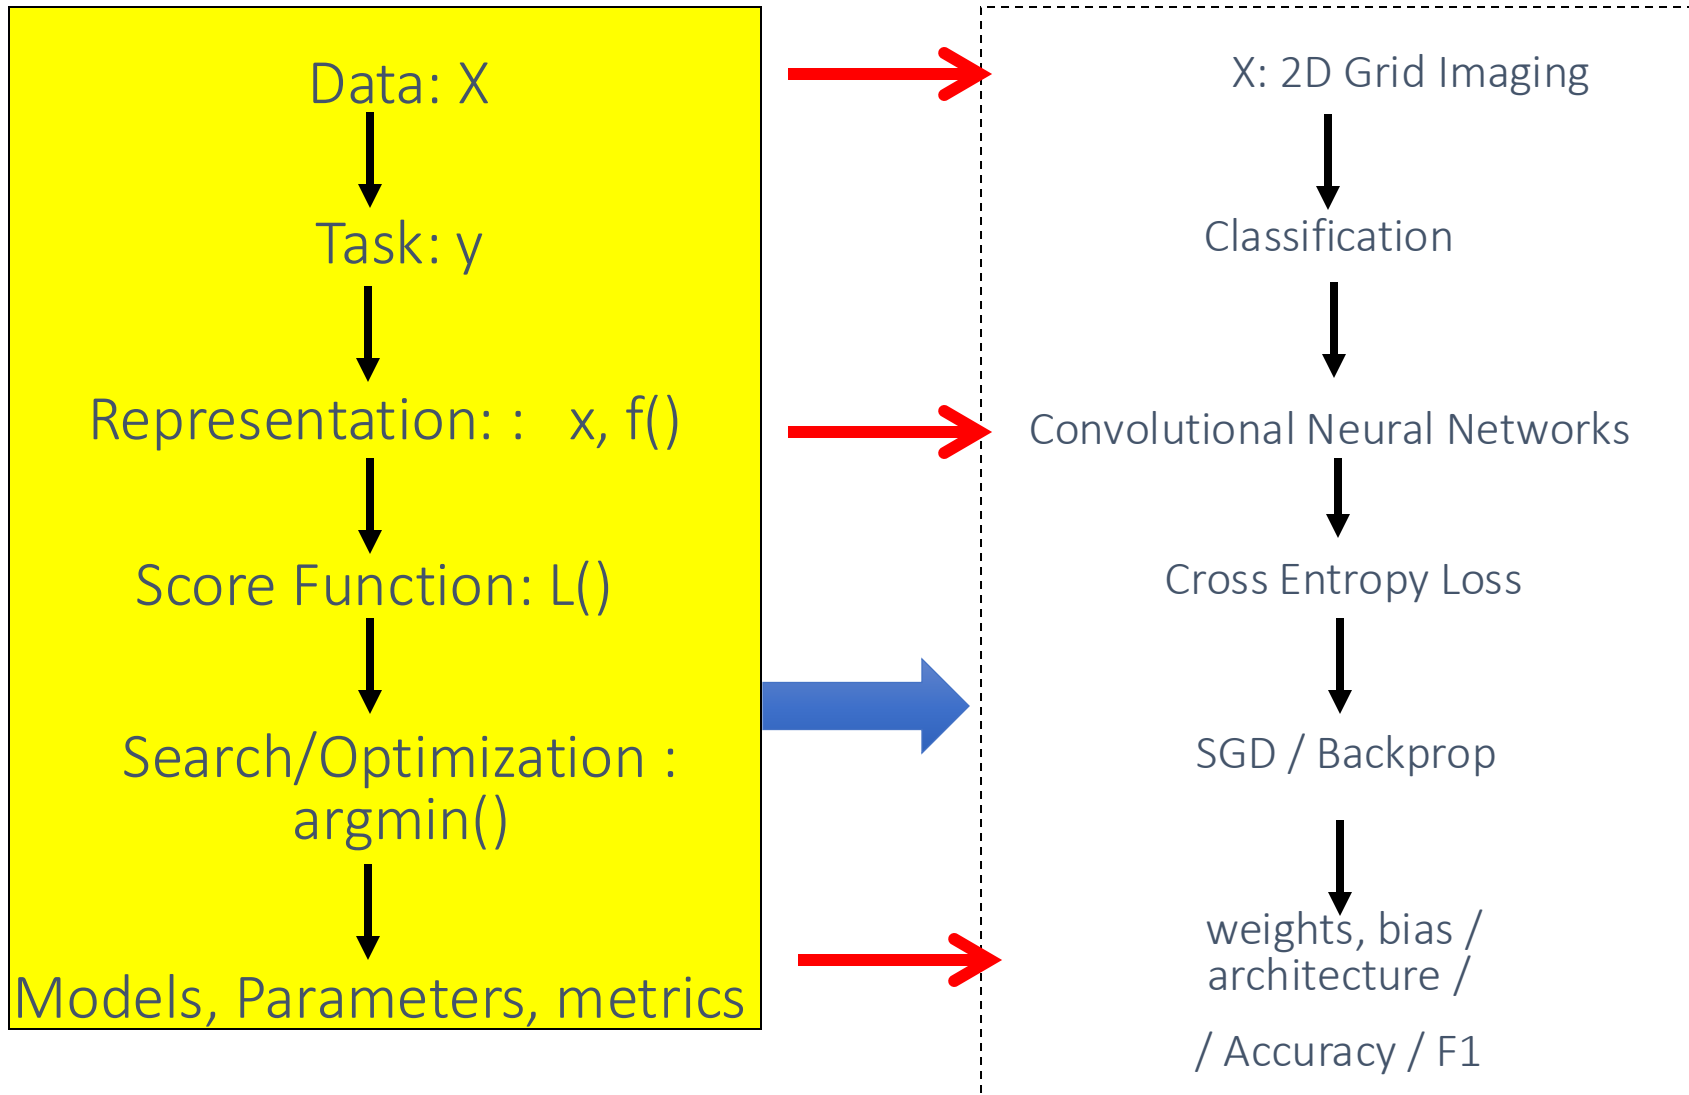 Data: X
Task: y
Representation: :   x, f()
Score Function: L()
Search/Optimization :
argmin()
Models, Parameters, metrics
X: 2D Grid Imaging
Classification
Convolutional Neural Networks
Cross Entropy Loss
SGD / Backprop
weights, bias /
architecture /
/ Accuracy / F1